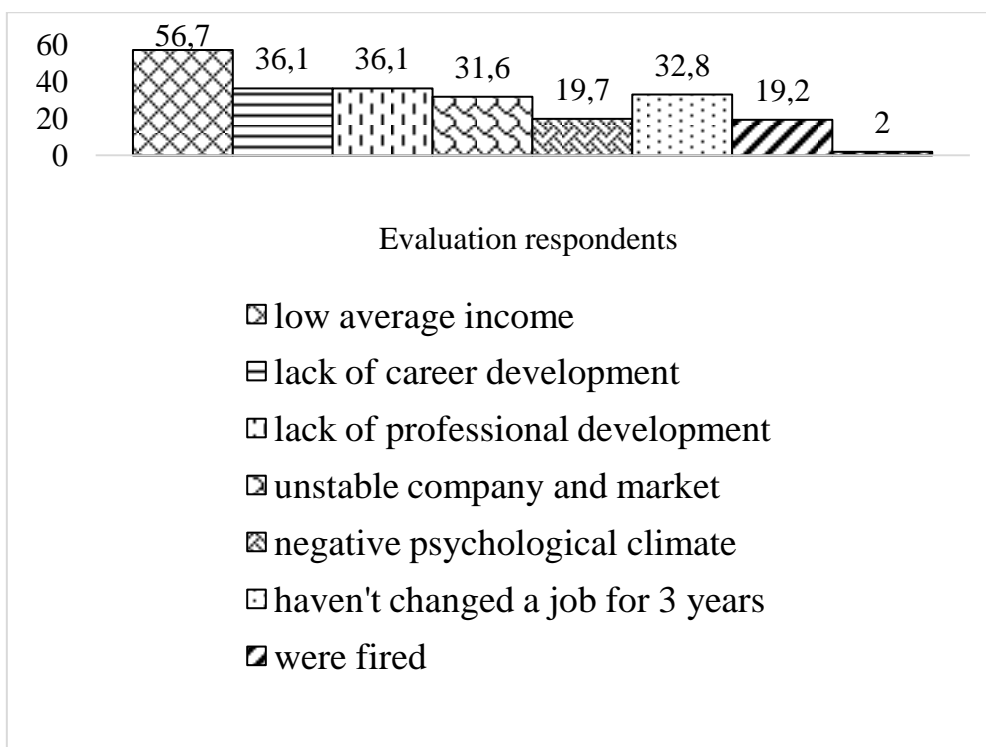 60
40
20
0
56,7
36,1
36,1
31,6
19,7
32,8
19,2
2
Evaluation respondents
low average income
lack of career development
lack of professional development
unstable company and market
negative psychological climate
haven't changed a job for 3 years
were fired